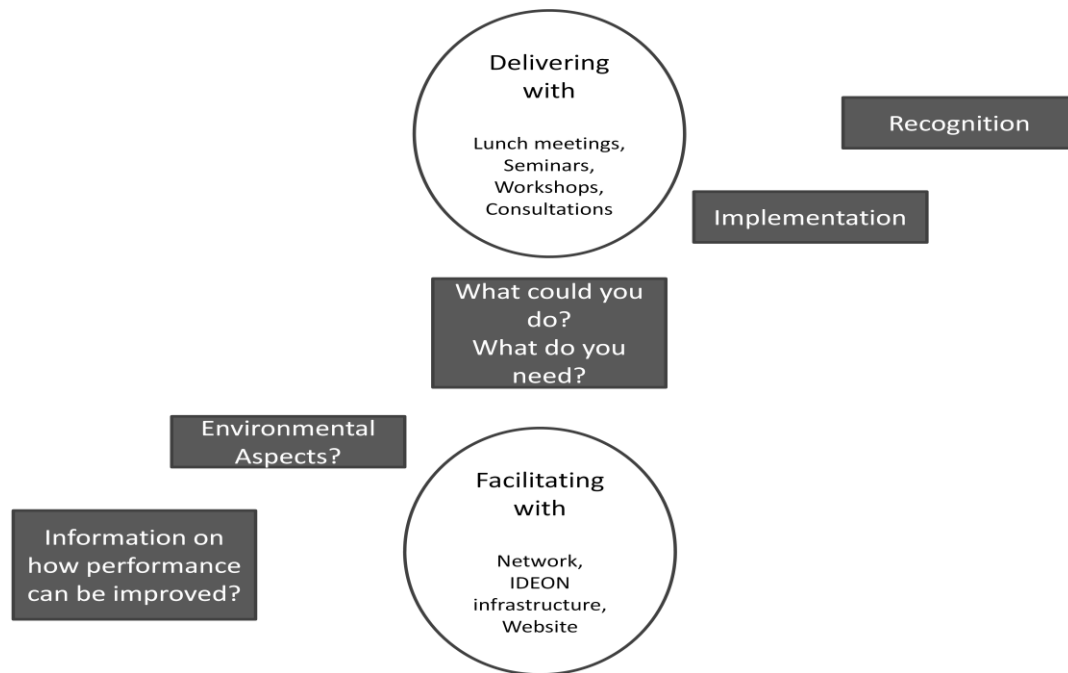 Delivering
with
Lunch meetings,
Seminars,
Workshops,
Consultations
Recognition
Implementation
What could you
do?
What do you
need?
Environmental
Aspects?
Facilitating
with
Network,
IDEON
infrastructure,
Website
Information on
how performance
can be improved?